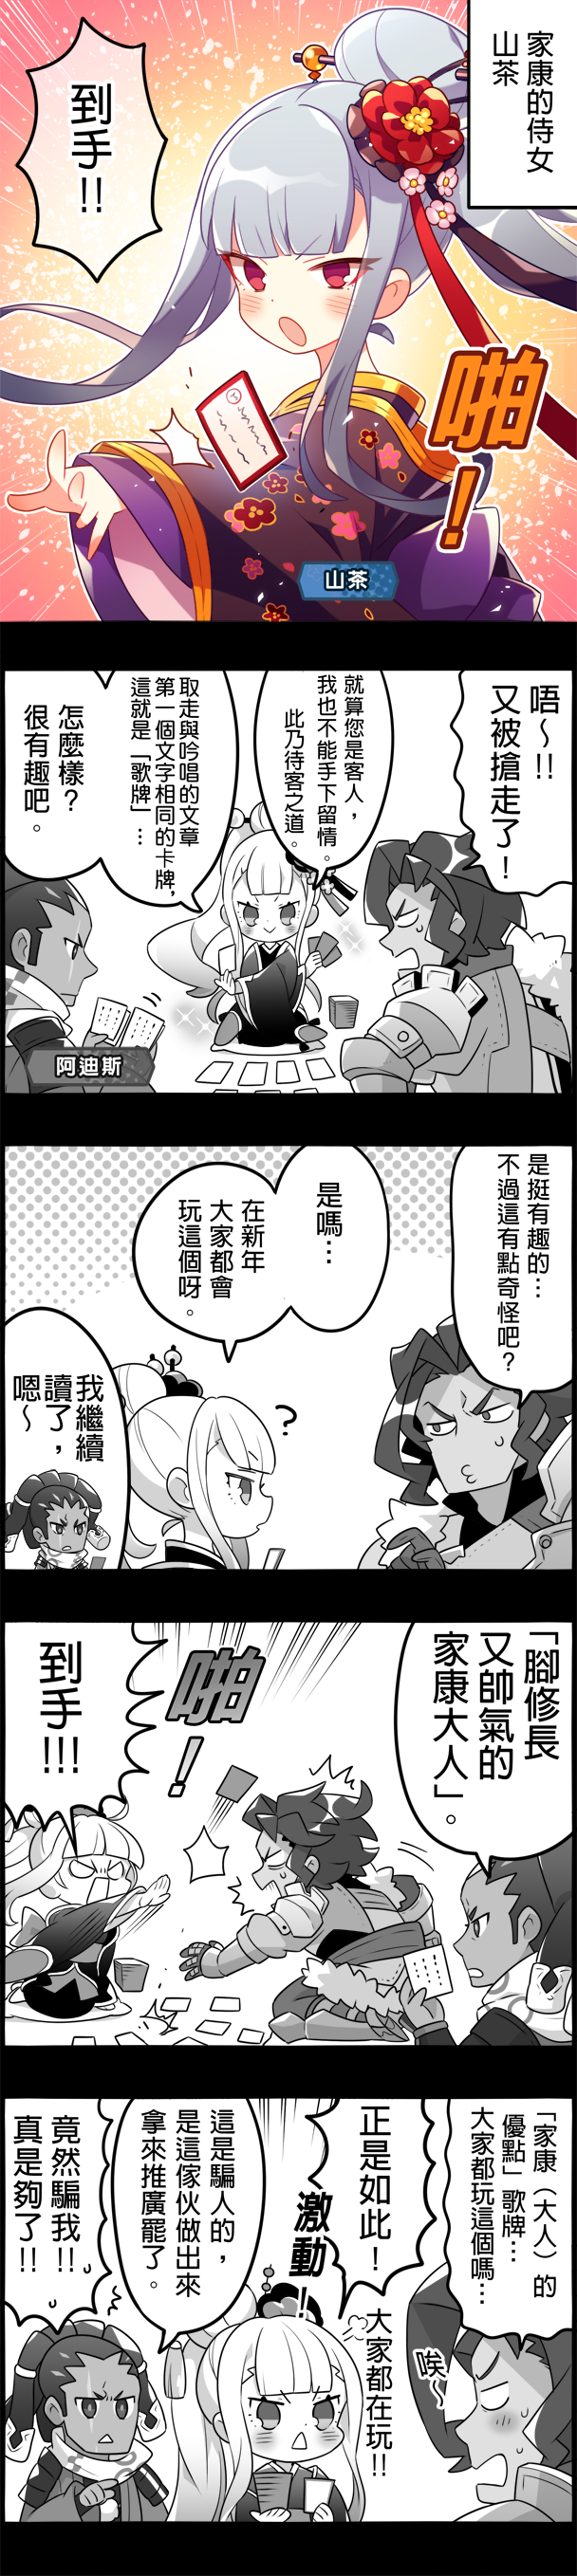 家康的侍女
山茶
到手!!
啪!
山茶
唔～!!
又被搶走了！
就算您是客人，
我也不能手下留情。
此乃待客之道。
取走與吟唱的文章
第一個文字相同的卡牌，
這就是「歌牌」…
怎麼樣？
很有趣吧。
阿迪斯
是挺有趣的…
不過這有點奇怪吧？
是嗎…
在新年
大家都會
玩這個呀。
?
我繼續
讀了，
嗯～
「腳修長
又帥氣的
家康大人」。
啪!
到手!!!
「家康（大人）的
優點」歌牌…
大家都玩這個嗎…
唉～
正是如此！
激動!
大家都在玩!!
這是騙人的，
是這傢伙做出來
拿來推廣罷了。
竟然騙我!!
真是夠了!!